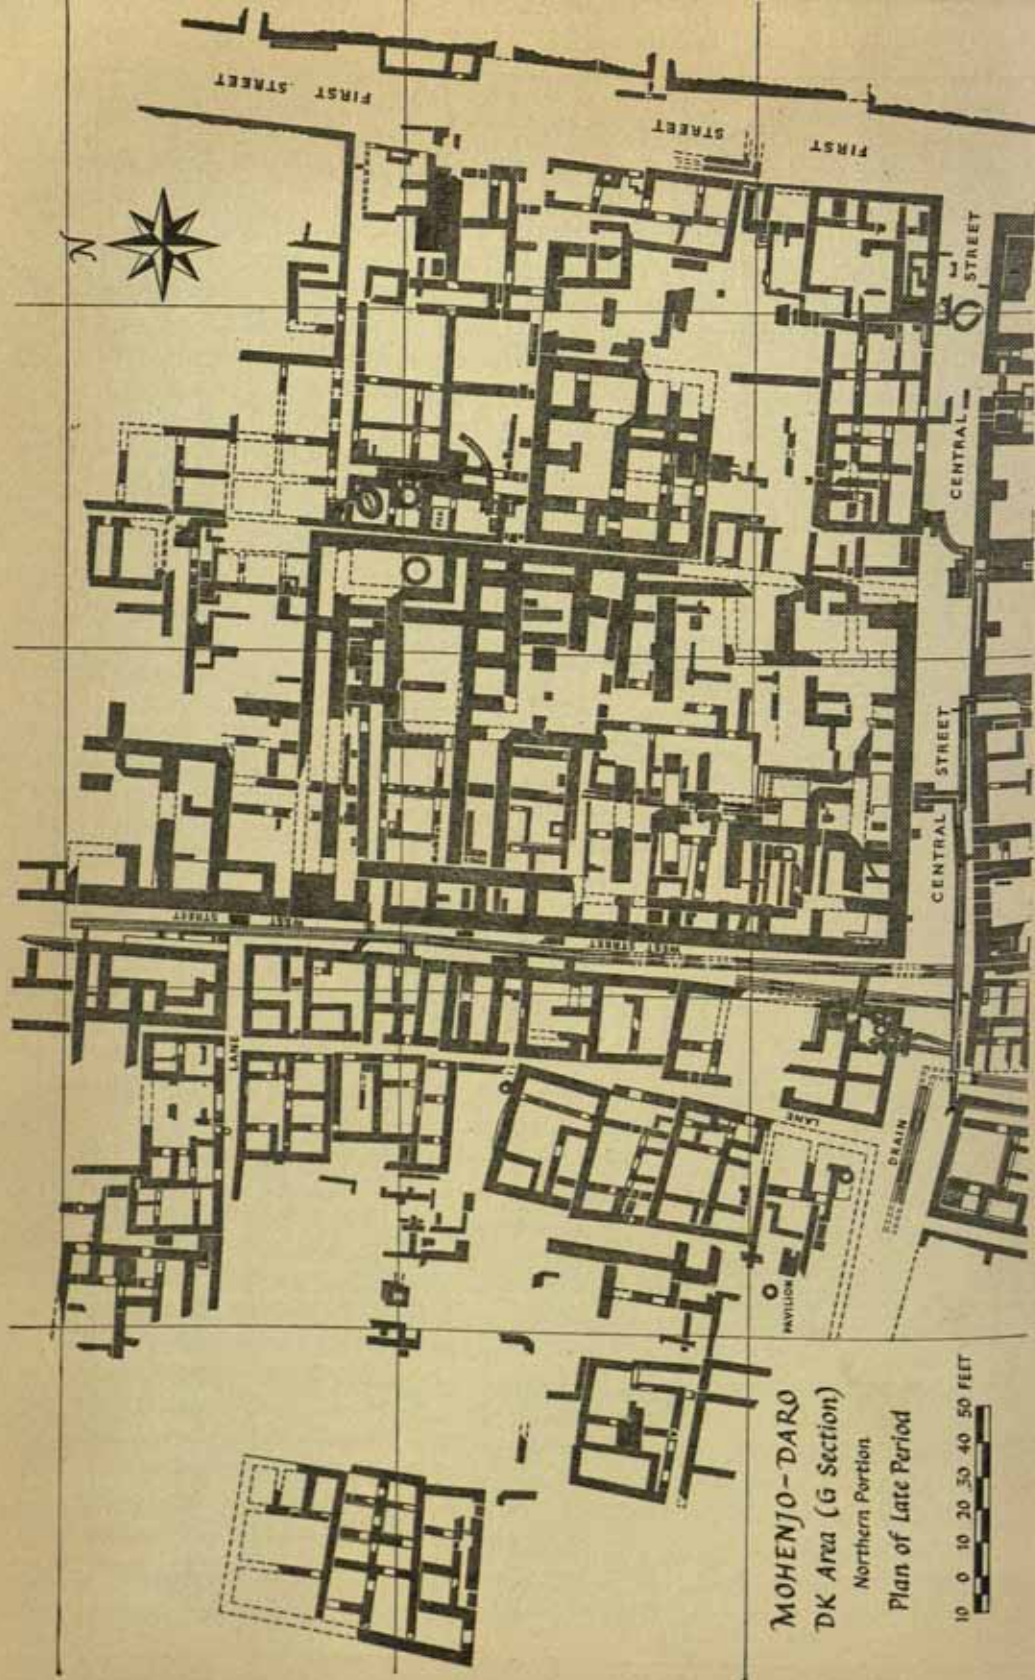 MOHENJO-DARO
DK Area (G Section)
Northern Portion
Plan of Late Period
10 0 10 20 30 40 50 FEET
N
FIRST STREET
FIRST STREET
CENTRAL STREET
CENTRAL STREET
WEST STREET
WEST STREET
LANE
LANE
DRAIN
PAVILION